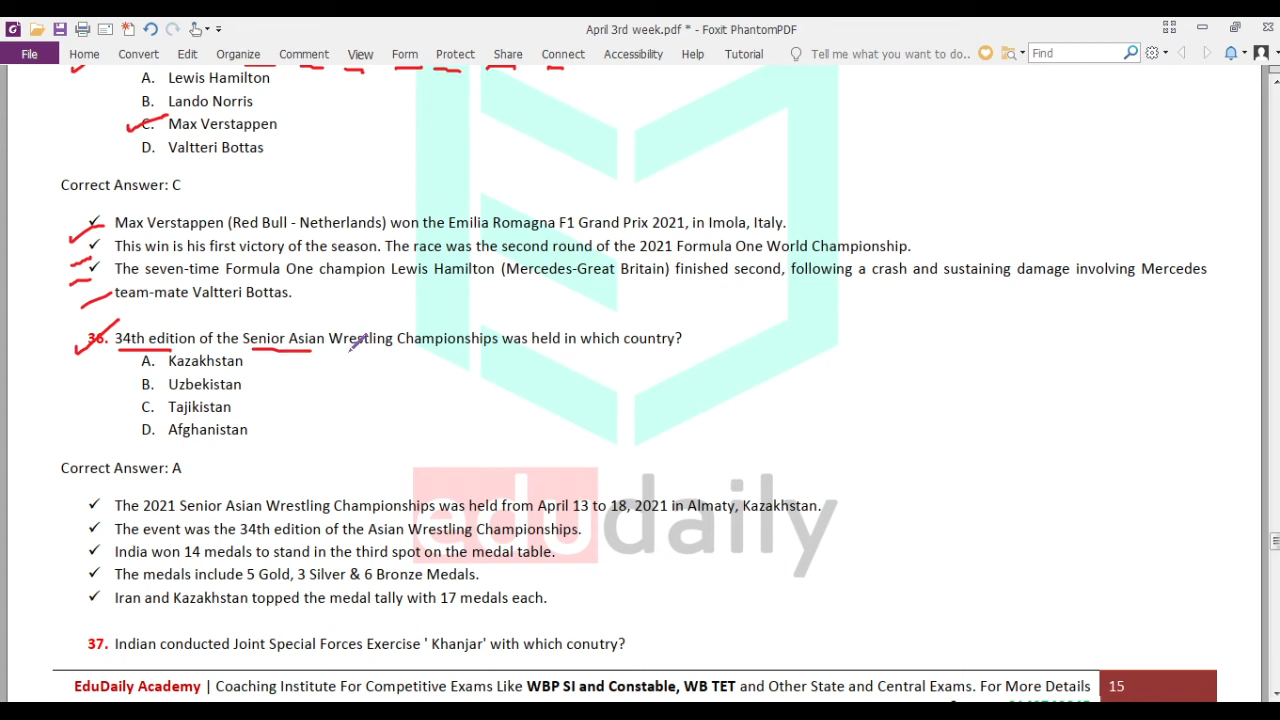 April 3rd week.pdf * - Foxit PhantomPDF
File Home Convert Edit Organize Comment View Form Protect Share Connect Accessibility Help Tutorial Tell me what you want to do.. Find
A. Lewis Hamilton
B. Lando Norris
C. Max Verstappen
D. Valtteri Bottas
Correct Answer: C
Max Verstappen (Red Bull - Netherlands) won the Emilia Romagna F1 Grand Prix 2021, in Imola, Italy.
This win is his first victory of the season. The race was the second round of the 2021 Formula One World Championship.
The seven-time Formula One champion Lewis Hamilton (Mercedes-Great Britain) finished second, following a crash and sustaining damage involving Mercedes
team-mate Valtteri Bottas.
36. 34th edition of the Senior Asian Wrestling Championships was held in which country?
A. Kazakhstan
B. Uzbekistan
C. Tajikistan
D. Afghanistan
Correct Answer: A
edudaily
The 2021 Senior Asian Wrestling Championships was held from April 13 to 18, 2021 in Almaty, Kazakhstan.
The event was the 34th edition of the Asian Wrestling Championships.
India won 14 medals to stand in the third spot on the medal table.
The medals include 5 Gold, 3 Silver & 6 Bronze Medals.
Iran and Kazakhstan topped the medal tally with 17 medals each.
37. Indian conducted Joint Special Forces Exercise ' Khanjar' with which conutry?
EduDaily Academy | Coaching Institute For Competitive Exams Like WBP SI and Constable, WB TET and Other State and Central Exams. For More Details 15